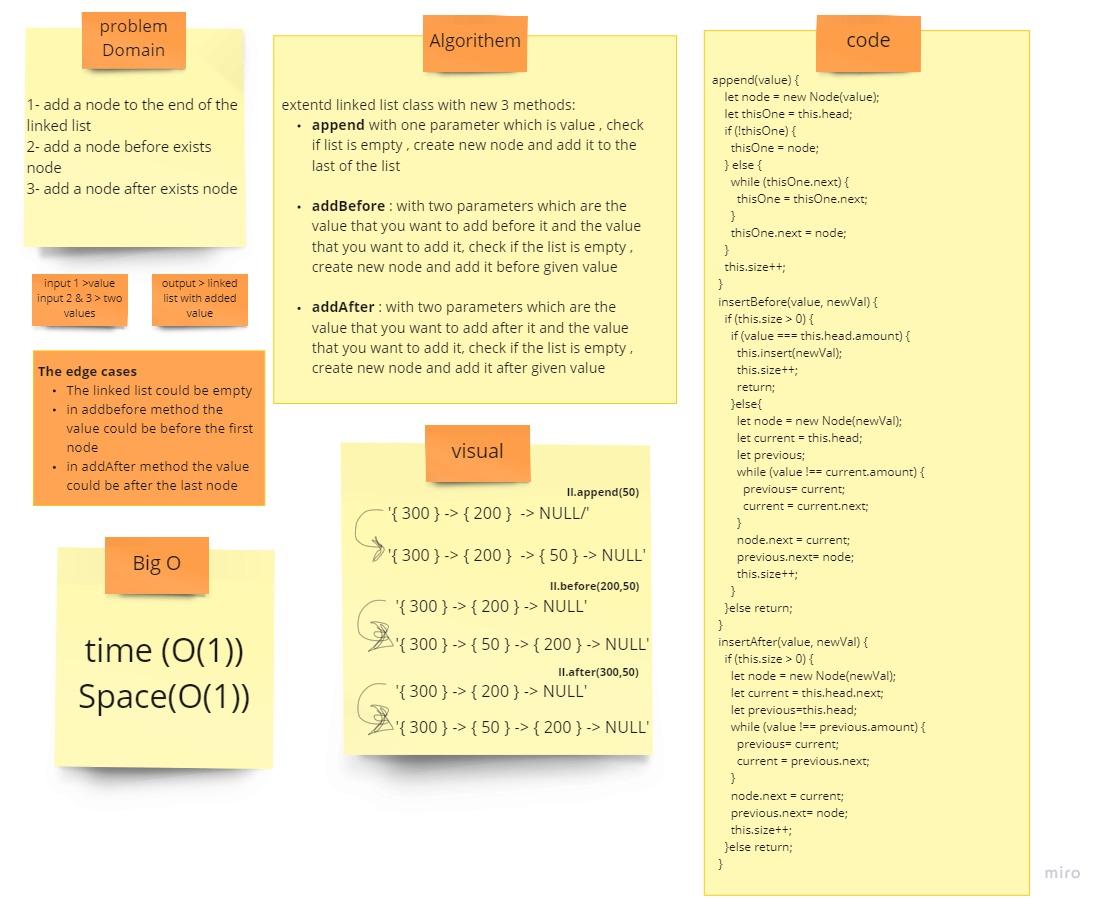 problem
Domain
1- add a node to the end of the
linked list
2- add a node before exists
node
3- add a node after exists node
input 1 >value
input 2 & 3 > two
values
output > linked
list with added
value
The edge cases
• The linked list could be empty
• in addbefore method the
value could be before the first
node
• in addAfter method the value
could be after the last node
Big O
time (O(1))
Space(O(1))
Algorithem
extentd linked list class with new 3 methods:
• append with one parameter which is value , check
if list is empty , create new node and add it to the
last of the list
• addBefore : with two parameters which are the
value that you want to add before it and the value
that you want to add it, check if the list is empty ,
create new node and add it before given value
• addAfter : with two parameters which are the
value that you want to add after it and the value
that you want to add it, check if the list is empty ,
create new node and add it after given value
visual
ll.append(50)
'{ 300 } -> { 200 }  -> NULL/'
'{ 300 } -> { 200 }  -> { 50 } -> NULL'
ll.before(200,50)
'{ 300 } -> { 200 } -> NULL'
'{ 300 } -> { 50 } -> { 200 } -> NULL'
ll.after(300,50)
'{ 300 } -> { 200 } -> NULL'
'{ 300 } -> { 50 } -> { 200 } -> NULL'
code
append(value) {
let node = new Node(value);
let thisOne = this.head;
if (!thisOne) {
thisOne = node;
} else {
while (thisOne.next) {
thisOne = thisOne.next;
}
thisOne.next = node;
}
this.size++;
}
insertBefore(value, newVal) {
if (this.size > 0) {
if (value === this.head.amount) {
this.insert(newVal);
this.size++;
return;
}else{
let node = new Node(newVal);
let current = this.head;
let previous;
while (value !== current.amount) {
previous= current;
current = current.next;
}
node.next = current;
previous.next= node;
this.size++;
}
}else return;
}
insertAfter(value, newVal) {
if (this.size > 0) {
let node = new Node(newVal);
let current = this.head.next;
let previous=this.head;
while (value !== previous.amount) {
previous= current;
current = previous.next;
}
node.next = current;
previous.next= node;
this.size++;
}else return;
}
miro